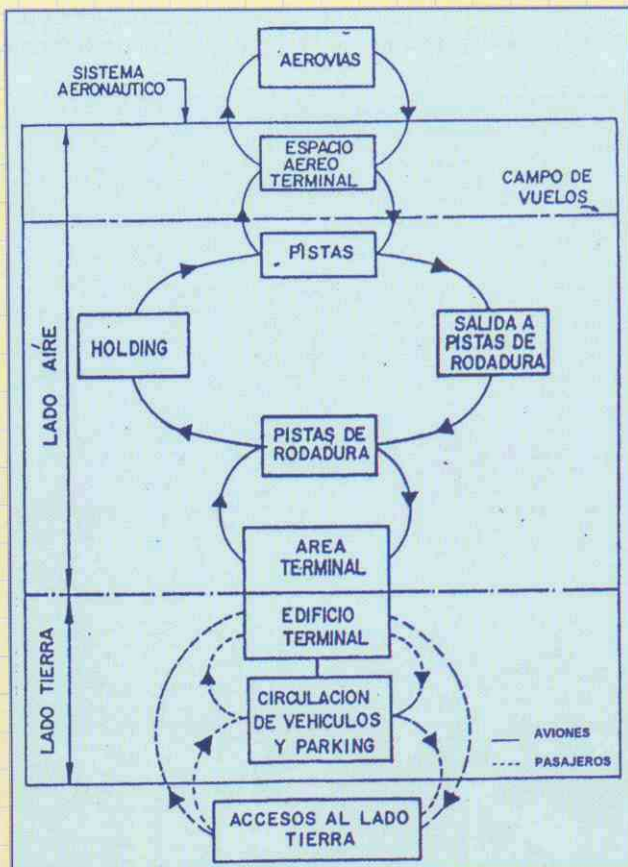 AEROVIAS
SISTEMA
AERONAUTICO
ESPACIO
AEREO
TERMINAL
CAMPO DE
VUELOS
PISTAS
HOLDING
SALIDA A
PISTAS DE
RODADURA
LADO AÍRE
PISTAS DE
RODADURA
AREA
TERMINAL
EDIFICIO
TERMINAL
LADO TIERRA
CIRCULACION
DE VEHICULOS
Y PARKING
AVIONES
PASAJEROS
ACCESOS AL LADO
TIERRA